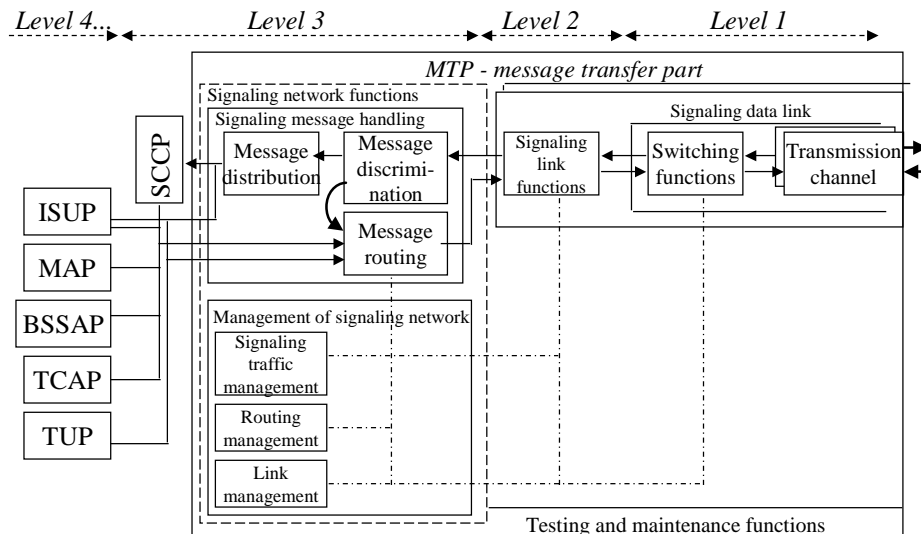 Level 4...
Level 3
Level 2
Level 1
MTP - message transfer part
Signaling network functions
Signaling message handling
Signaling data link
SCCP
Message
distribution
Message
discrimi-
nation
Signaling
link
functions
Switching
functions
Transmission
channel
ISUP
Message
routing
MAP
BSSAP
Management of signaling network
Signaling
traffic
management
TCAP
Routing
management
TUP
Link
management
Testing and maintenance functions